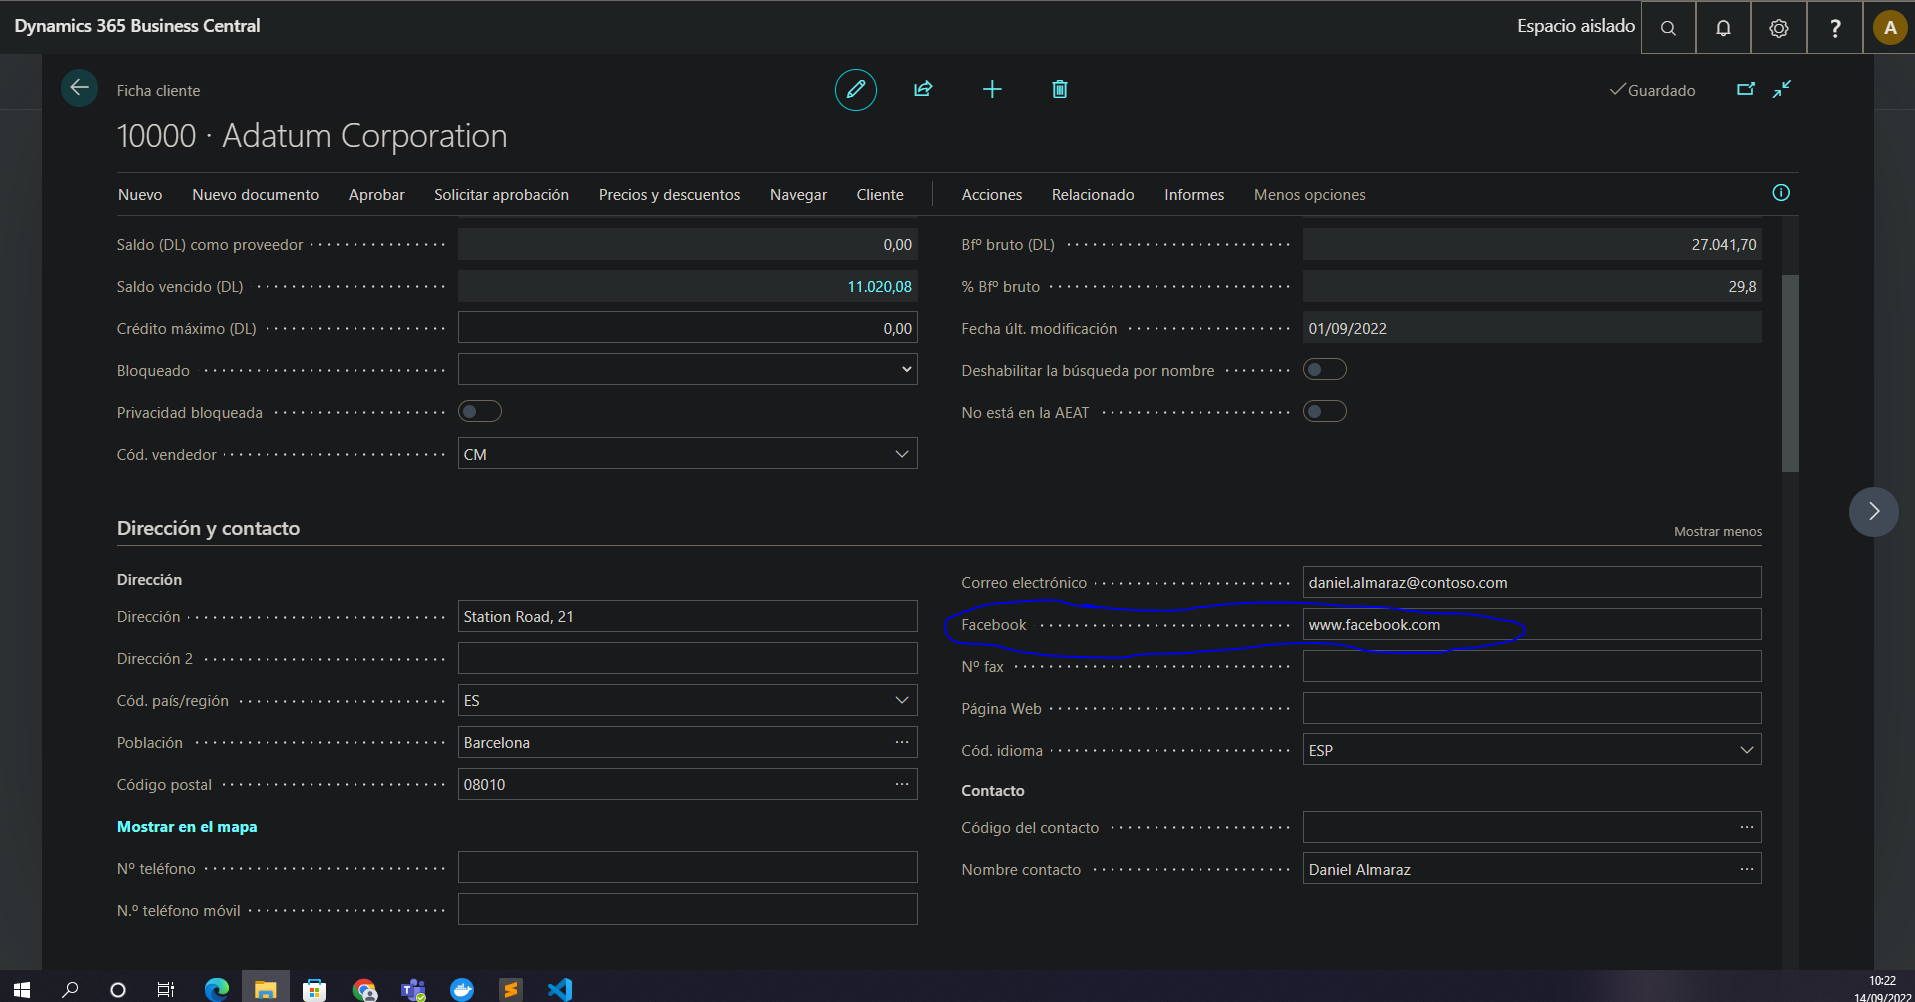 Dynamics 365 Business Central
Espacio aislado
?
A
Ficha cliente
Guardado
10000 · Adatum Corporation
Nuevo
Nuevo documento
Aprobar
Solicitar aprobación
Precios y descuentos
Navegar
Cliente
Acciones
Relacionado
Informes
Menos opciones
Saldo (DL) como proveedor
0,00
Saldo vencido (DL)
11.020,08
Crédito máximo (DL)
0,00
Bloqueado
Privacidad bloqueada
Cód. vendedor
CM
Bfº bruto (DL)
27.041,70
% Bfº bruto
29,8
Fecha últ. modificación
01/09/2022
Deshabilitar la búsqueda por nombre
No está en la AEAT
Dirección y contacto
Mostrar menos
Dirección
Dirección
Station Road, 21
Dirección 2
Cód. país/región
ES
Población
Barcelona
Código postal
08010
Mostrar en el mapa
Nº teléfono
N.º teléfono móvil
Correo electrónico
daniel.almaraz@contoso.com
Facebook
www.facebook.com
Nº fax
Página Web
Cód. idioma
ESP
Contacto
Código del contacto
Nombre contacto
Daniel Almaraz
10:22
14/09/2022